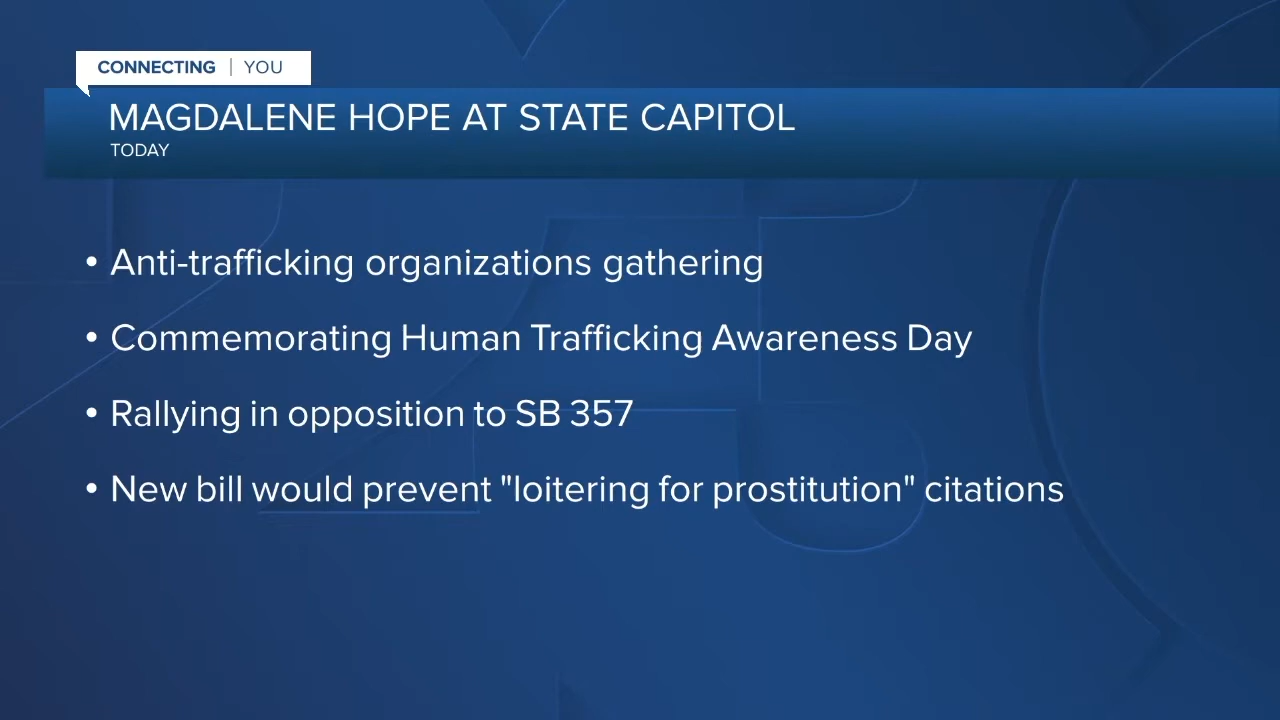 CONNECTING | YOU
MAGDALENE HOPE AT STATE CAPITOL
TODAY
• Anti-trafficking organizations gathering
• Commemorating Human Trafficking Awareness Day
• Rallying in opposition to SB 357
• New bill would prevent "loitering for prostitution" citations